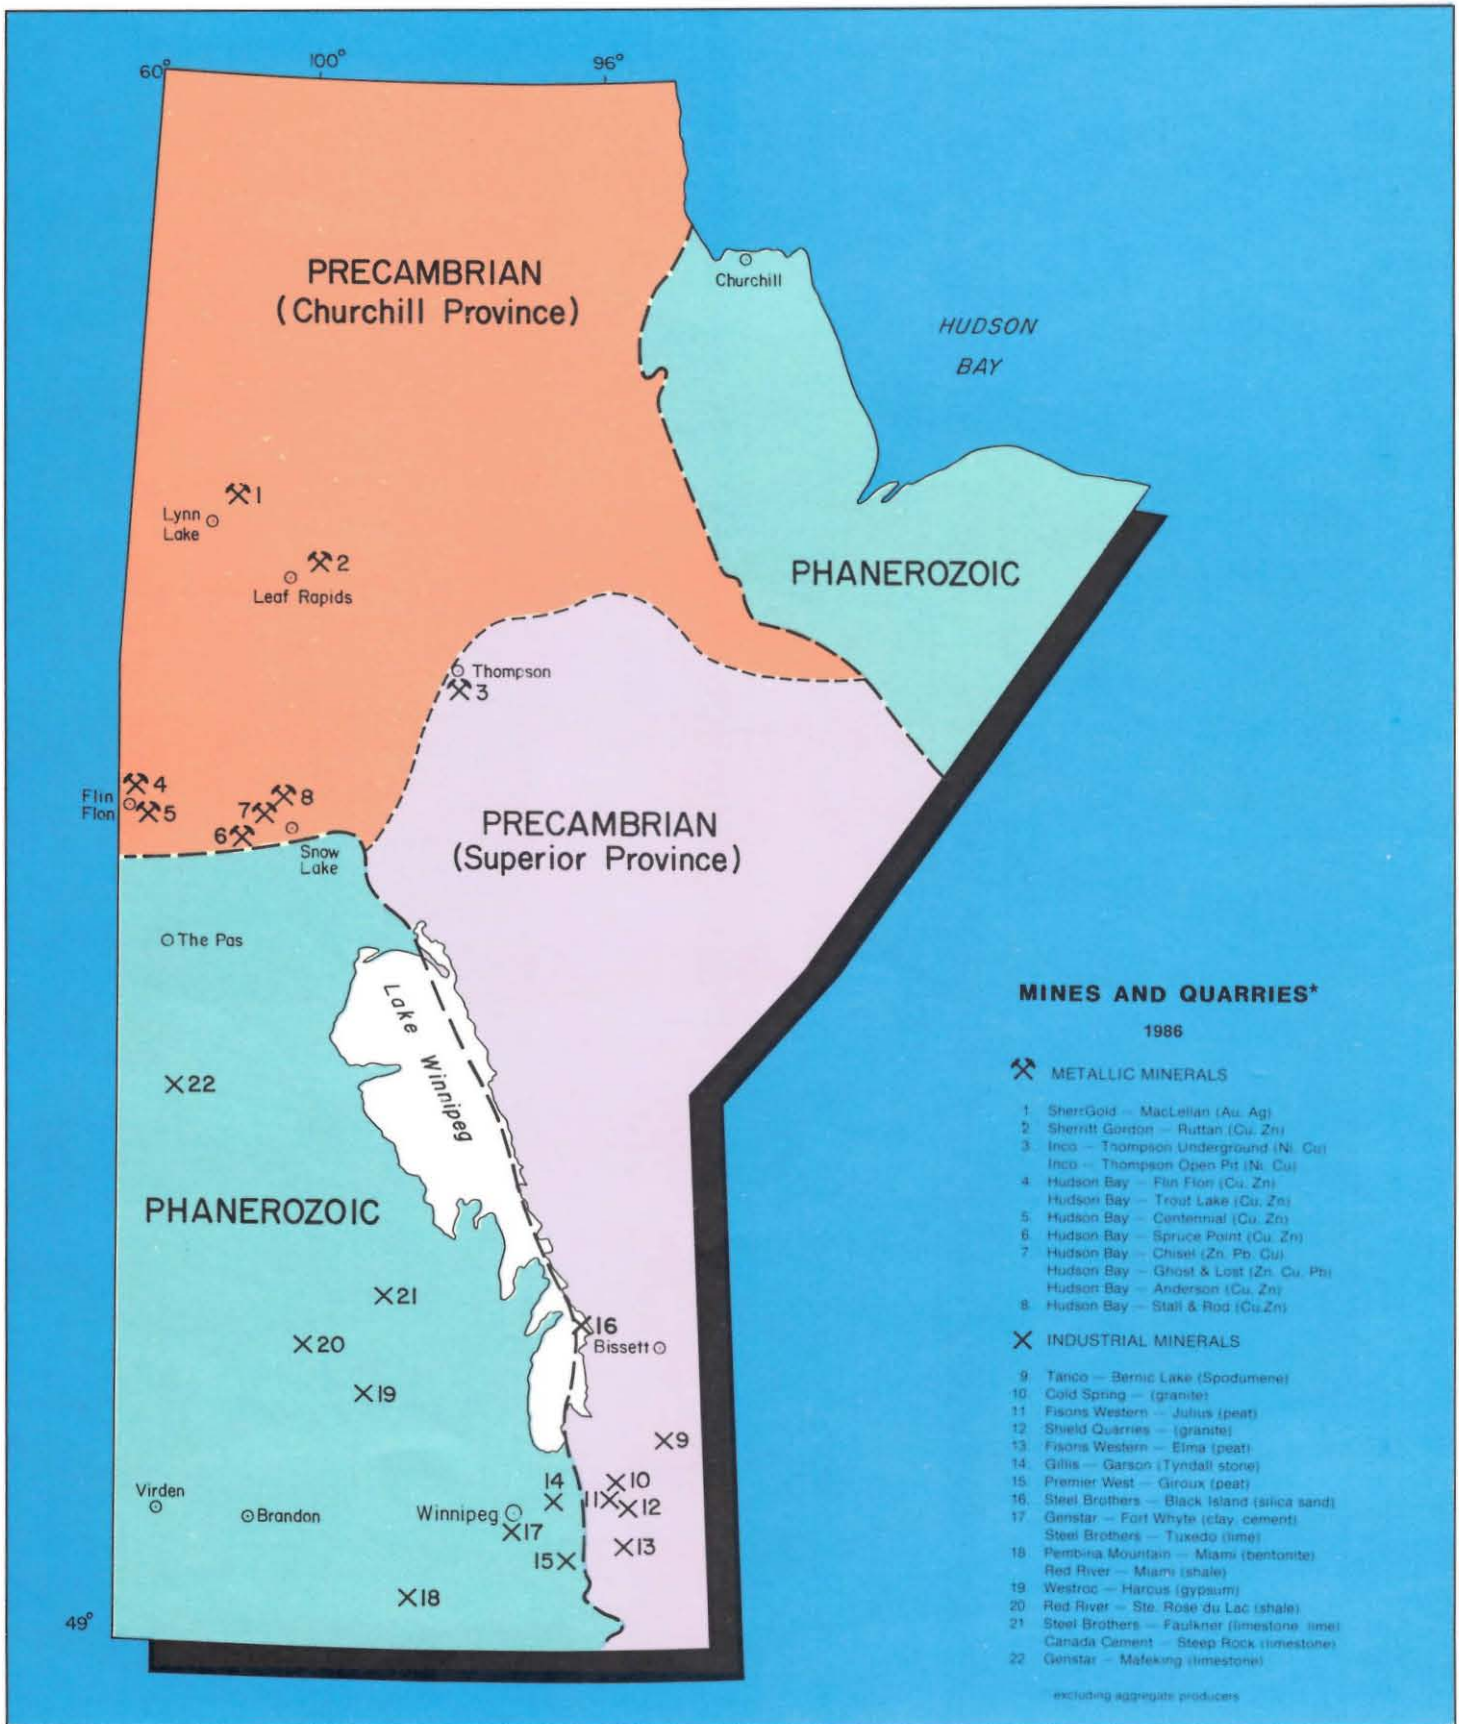 60°
100°
96°
PRECAMBRIAN
(Churchill Province)
Churchill
HUDSON
BAY
1
Lynn
Lake
2
Leaf Rapids
PHANEROZOIC
Thompson
3
4
Flin
Flon
5
8
7
6
Snow
Lake
PRECAMBRIAN
(Superior Province)
The Pas
Lake Winnipeg
22
PHANEROZOIC
21
20
19
16
Bissett
9
14
10
11
12
Virden
Brandon
Winnipeg
17
13
15
18
49°
MINES AND QUARRIES*
1986
METALLIC MINERALS
1 SherrGold — MacLellan (Au. Ag)
2 Sherritt Gordon — Ruttan (Cu. Zn)
3 Inco — Thompson Underground (Ni. Cu)
Inco — Thompson Open Pit (Ni. Cu)
4 Hudson Bay — Flin Flon (Cu. Zn)
Hudson Bay — Trout Lake (Cu. Zn)
5 Hudson Bay — Centennial (Cu. Zn)
6. Hudson Bay — Spruce Point (Cu. Zn)
7. Hudson Bay — Chisel (Zn. Pb. Cu)
Hudson Bay — Ghost & Lost (Zn. Cu. Pb)
Hudson Bay — Anderson (Cu. Zn)
8. Hudson Bay — Stall & Rod (Cu.Zn)
INDUSTRIAL MINERALS
9. Tanco — Bernic Lake (Spodumene)
10. Cold Spring — (granite)
11 Fisons Western — Julius (peat)
12 Shield Quarries — (granite)
13. Fisons Western — Elma (peat)
14. Gillis — Garson (Tyndall stone)
15. Premier West — Giroux (peat)
16. Steel Brothers — Black Island (silica sand)
17 Genstar — Fort Whyte (clay. cement)
Steel Brothers — Tuxedo (lime)
18 Pembina Mountain — Miami (bentonite)
Red River — Miami (shale)
19 Westroc — Harcus (gypsum)
20 Red River — Ste. Rose du Lac (shale)
21 Steel Brothers — Faulkner (limestone. lime)
Canada Cement — Steep Rock (limestone)
22 Genstar — Mafeking (limestone)
excluding aggregate producers